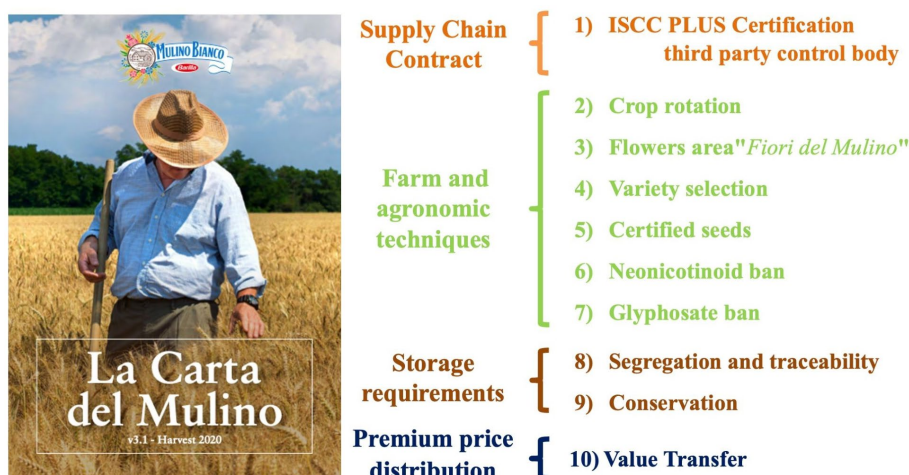 MULINO BIANCO
Barilla
La Carta
del Mulino
v3.1 - Harvest 2020
Supply Chain
Contract
1) ISCC PLUS Certification
third party control body
Farm and
agronomic
techniques
2) Crop rotation
3) Flowers area"Fiori del Mulino"
4) Variety selection
5) Certified seeds
6) Neonicotinoid ban
7) Glyphosate ban
Storage
requirements
8) Segregation and traceability
9) Conservation
Premium price
distribution
10) Value Transfer